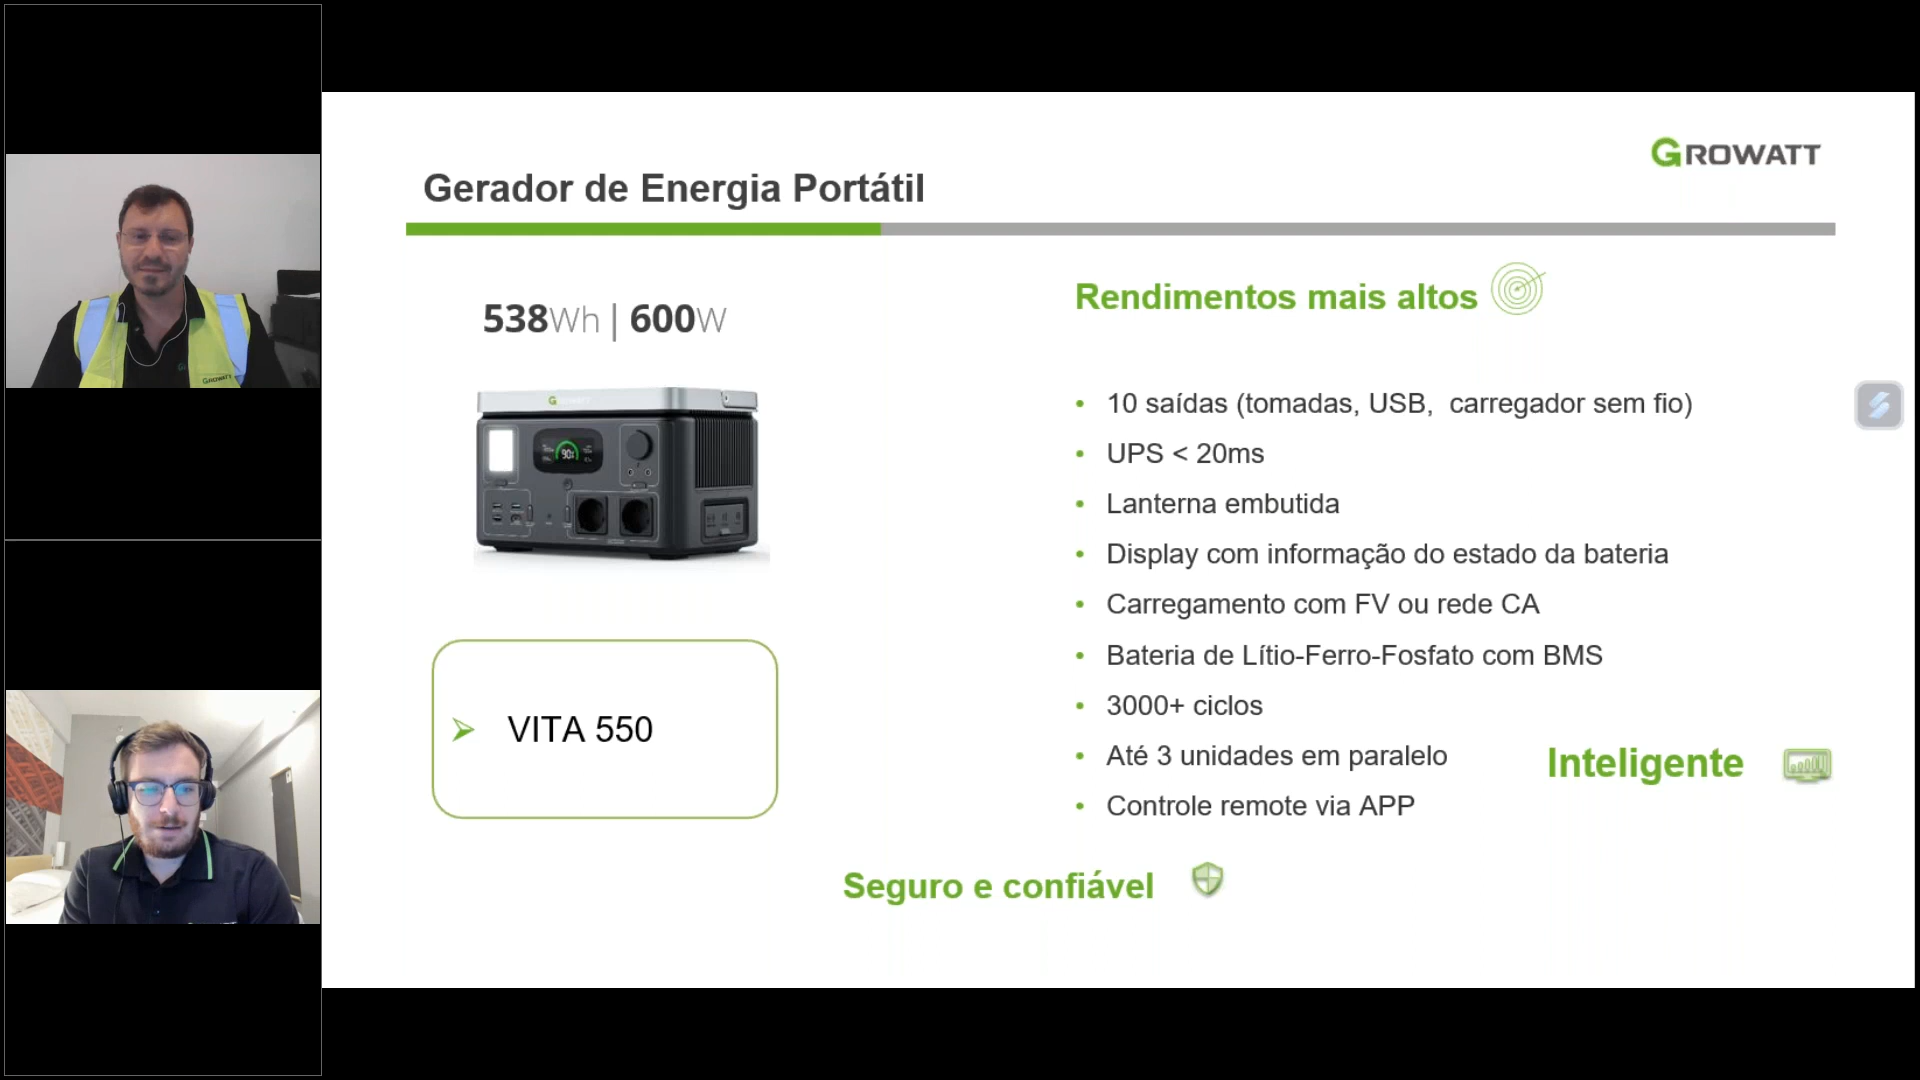 GROWATT
Gerador de Energia Portátil
538Wh | 600W
Rendimentos mais altos
GROWATT
90%
• 10 saídas (tomadas, USB, carregador sem fio)
• UPS < 20ms
• Lanterna embutida
• Display com informação do estado da bateria
• Carregamento com FV ou rede CA
• Bateria de Lítio-Ferro-Fosfato com BMS
• 3000+ ciclos
• Até 3 unidades em paralelo
• Controle remote via APP
VITA 550
Inteligente
Seguro e confiável
GROWATT